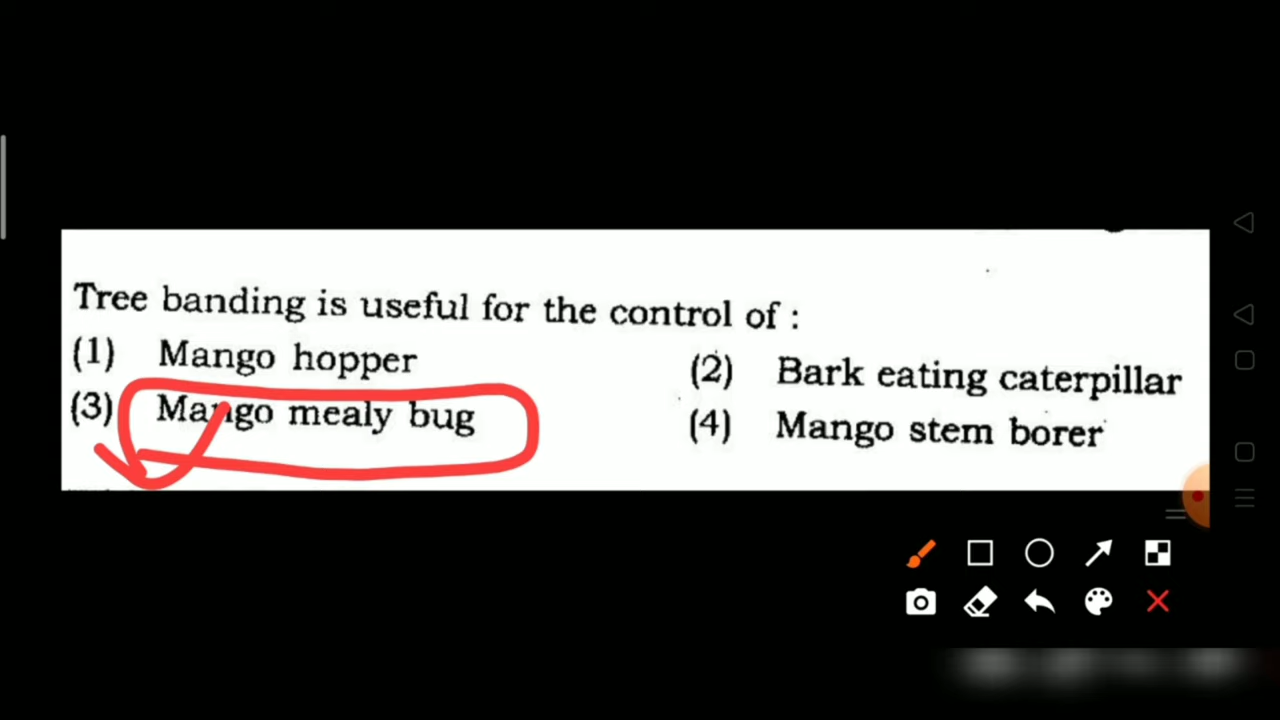 Tree banding is useful for the control of :
(1) Mango hopper (2) Bark eating caterpillar
(3) Mango mealy bug (4) Mango stem borer